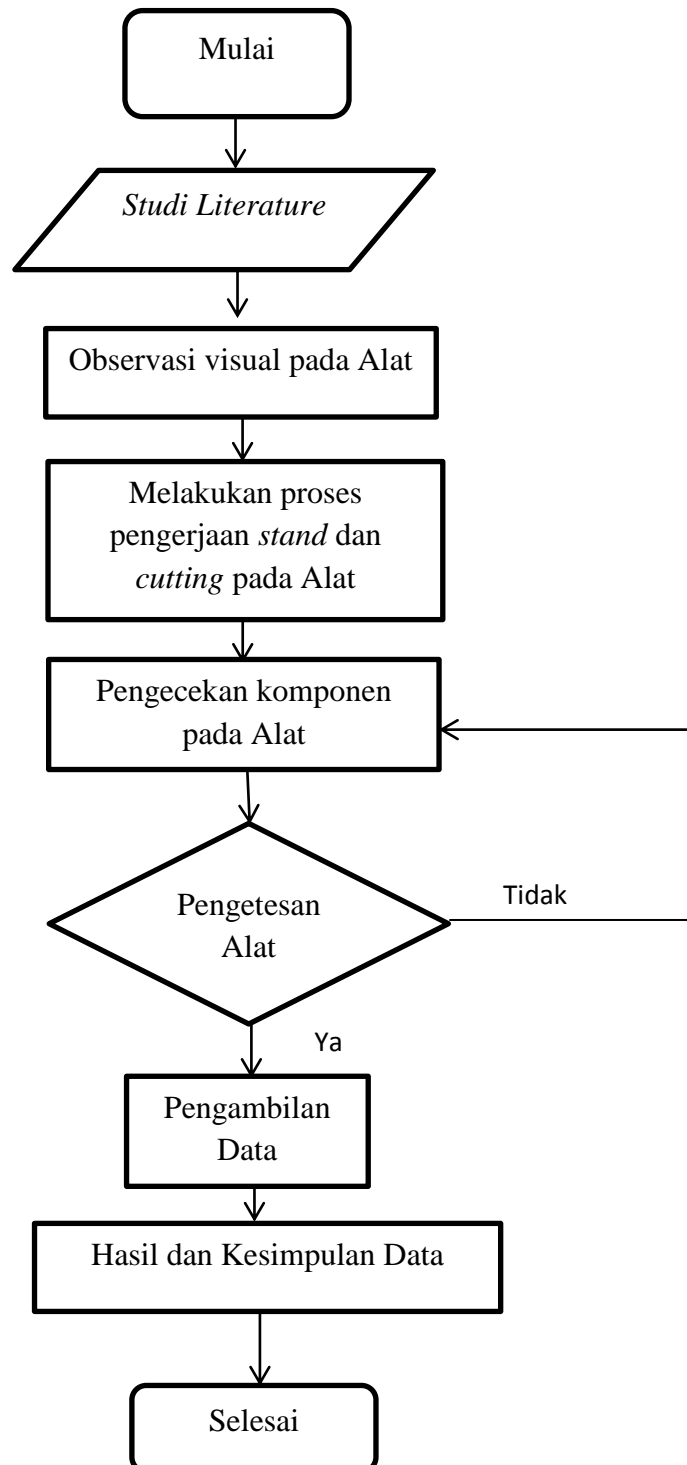 Mulai
Studi Literature
Observasi visual pada Alat
Melakukan proses
pengerjaan stand dan
cutting pada Alat
Pengecekan komponen
pada Alat
Pengetesan
Alat
Tidak
Ya
Pengambilan
Data
Hasil dan Kesimpulan Data
Selesai